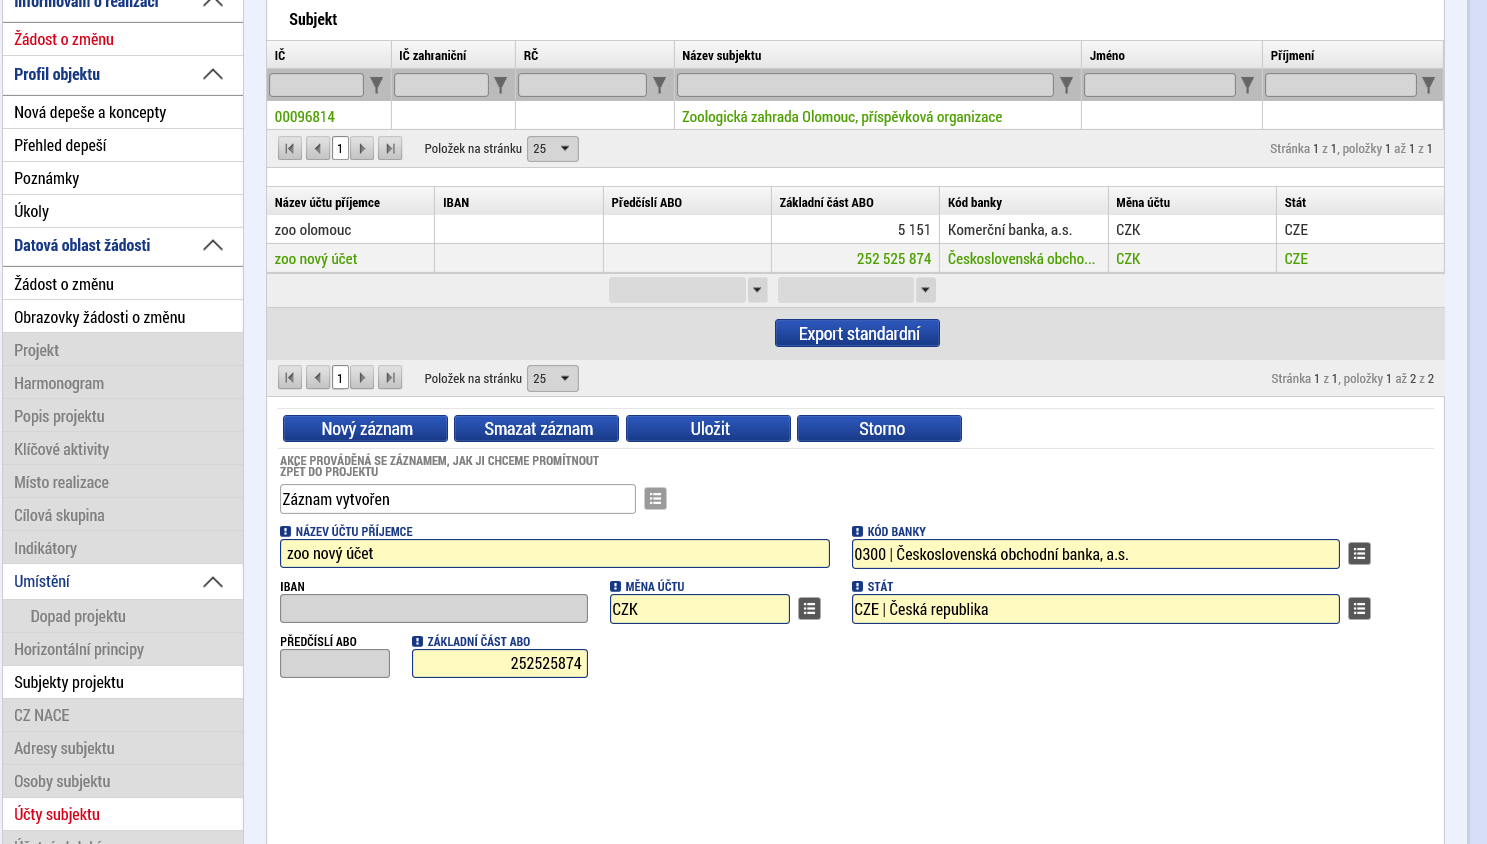 Informování o realizaci
Žádost o změnu
Profil objektu
Nová depeše a koncepty
Přehled depeší
Poznámky
Úkoly
Datová oblast žádosti
Žádost o změnu
Obrazovky žádosti o změnu
Projekt
Harmonogram
Popis projektu
Klíčové aktivity
Místo realizace
Cílová skupina
Indikátory
Umístění
Dopad projektu
Horizontální principy
Subjekty projektu
CZ NACE
Adresy subjektu
Osoby subjektu
Účty subjektu
Subjekt
IČ IČ zahraniční RČ Název subjektu Jméno Příjmení
00096814 Zoologická zahrada Olomouc, příspěvková organizace
1 Položek na stránku 25 Stránka 1 z 1, položky 1 až 1 z 1
Název účtu příjemce IBAN Předčíslí ABO Základní část ABO Kód banky Měna účtu Stát
zoo olomouc 5 151 Komerční banka, a.s. CZK CZE
zoo nový účet 252 525 874 Československá obcho... CZK CZE
Export standardní
1 Položek na stránku 25 Stránka 1 z 1, položky 1 až 2 z 2
Nový záznam Smazat záznam Uložit Storno
AKCE PROVÁDĚNÁ SE ZÁZNAMEM, JAK JI CHCEME PROMÍTNOUT
ZPĚT DO PROJEKTU
Záznam vytvořen
NÁZEV ÚČTU PŘÍJEMCE KÓD BANKY
zoo nový účet 0300 | Československá obchodní banka, a.s.
IBAN MĚNA ÚČTU STÁT
CZK CZE | Česká republika
PŘEDČÍSLÍ ABO ZÁKLADNÍ ČÁST ABO
252525874